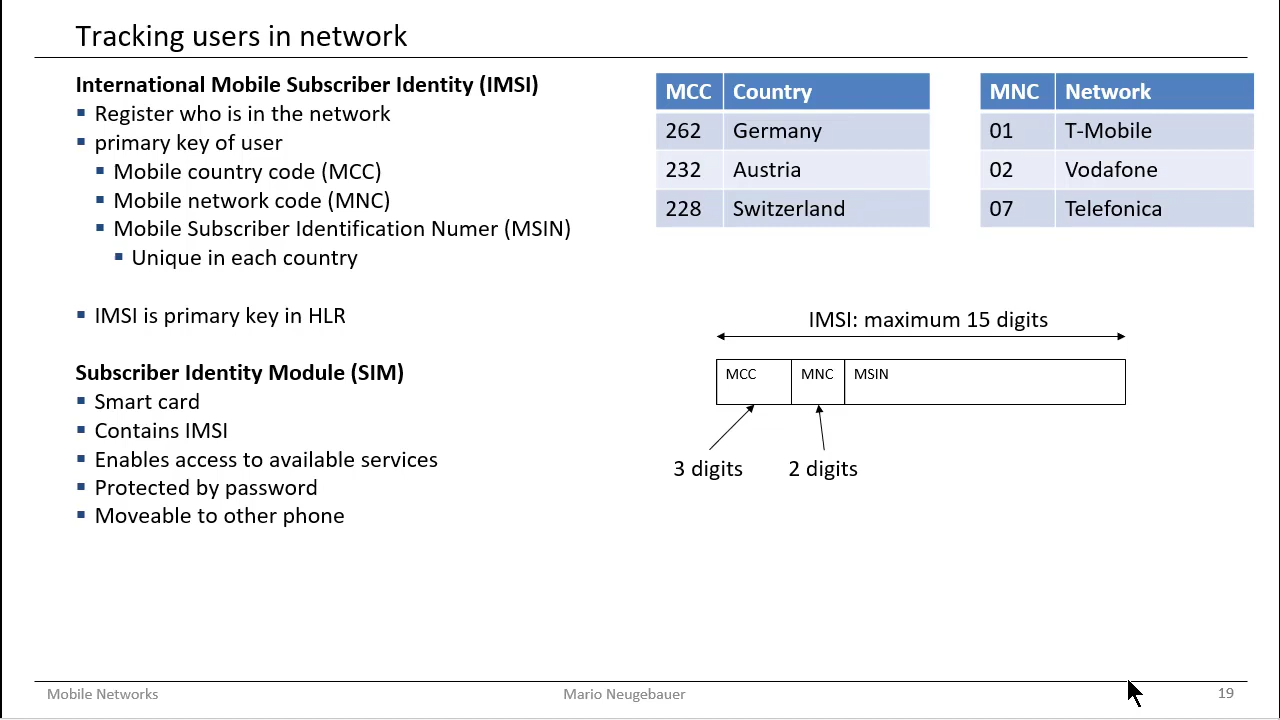 Tracking users in network
International Mobile Subscriber Identity (IMSI)
▪ Register who is in the network
▪ primary key of user
▪ Mobile country code (MCC)
▪ Mobile network code (MNC)
▪ Mobile Subscriber Identification Numer (MSIN)
▪ Unique in each country
▪ IMSI is primary key in HLR
Subscriber Identity Module (SIM)
▪ Smart card
▪ Contains IMSI
▪ Enables access to available services
▪ Protected by password
▪ Moveable to other phone
MCC Country
262 Germany
232 Austria
228 Switzerland
MNC Network
01 T-Mobile
02 Vodafone
07 Telefonica
IMSI: maximum 15 digits
MCC MNC MSIN
3 digits 2 digits
Mobile Networks Mario Neugebauer 19